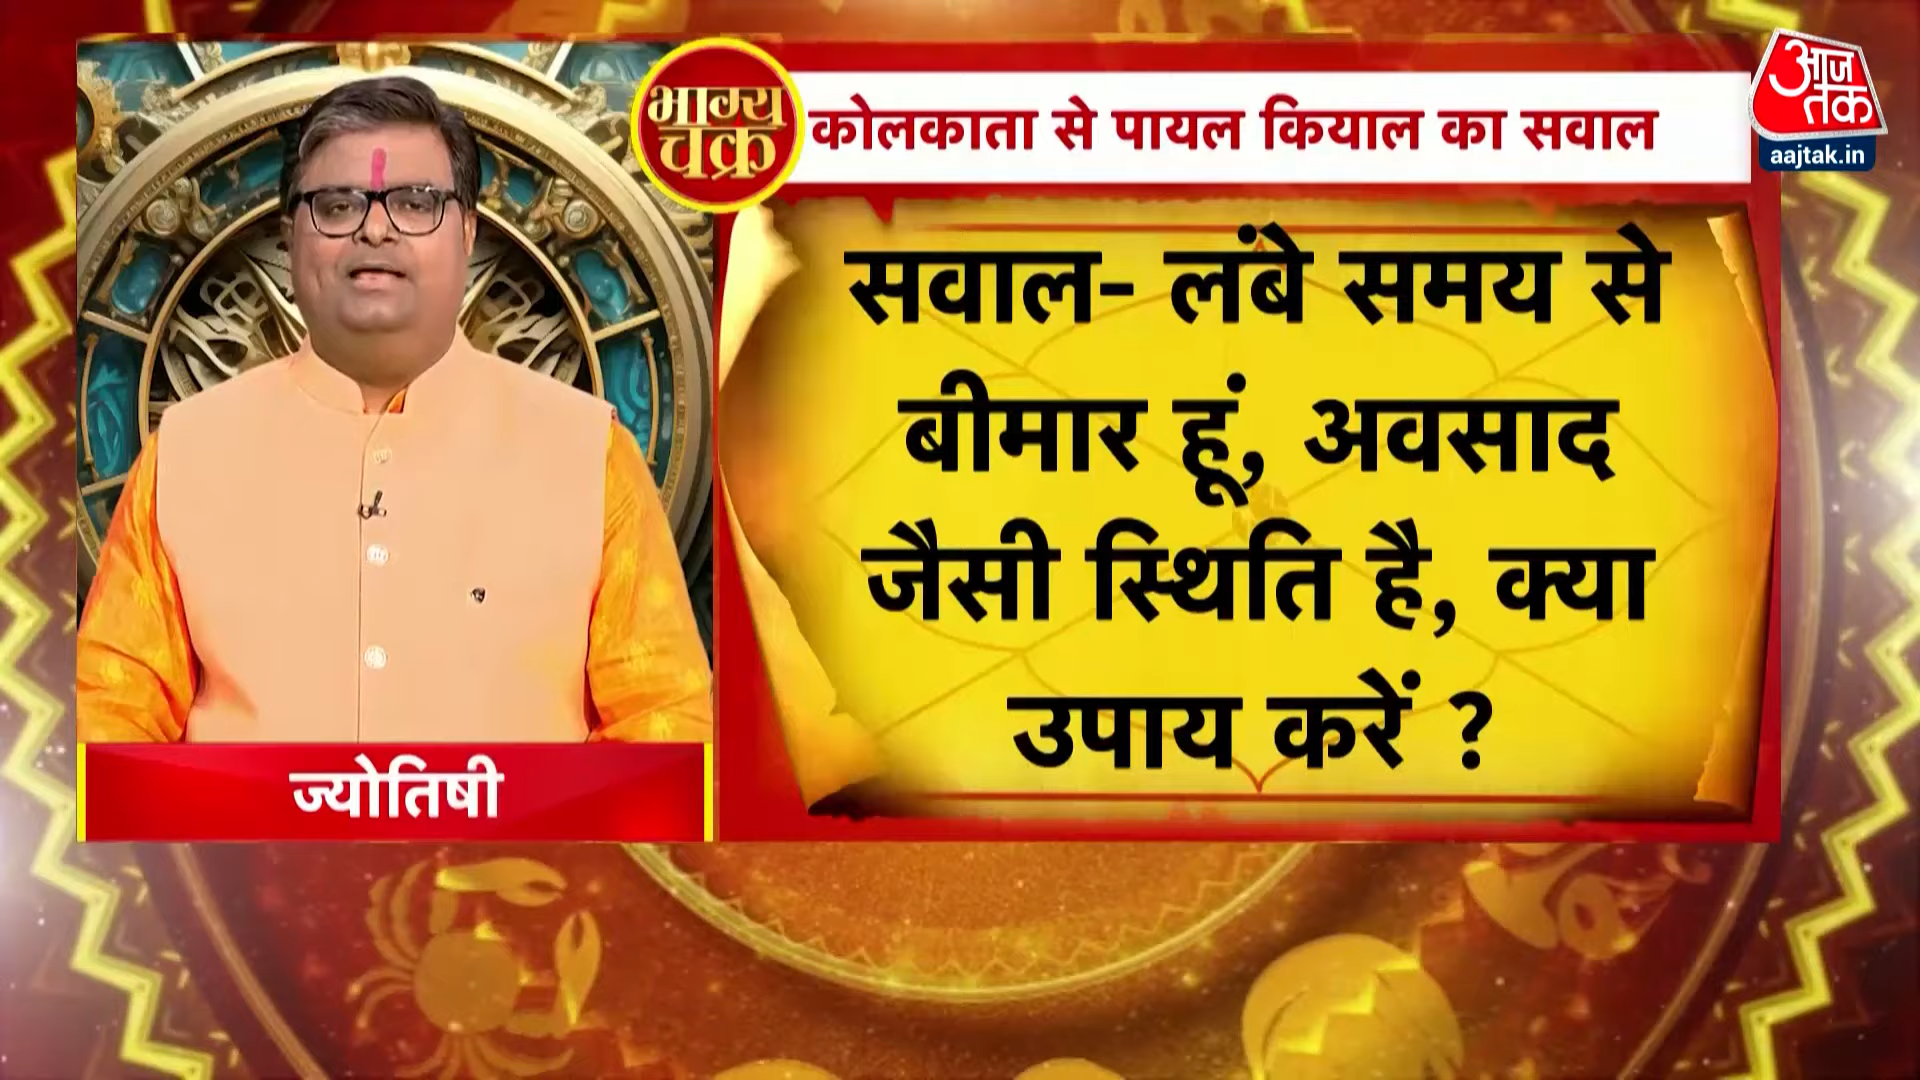 भाग्य
चक्र
कोलकाता से पायल कियाल का सवाल
आज
तक
aajtak.in
सवाल- लंबे समय से
बीमार हूं, अवसाद
जैसी स्थिति है, क्या
उपाय करें ?
ज्योतिषी